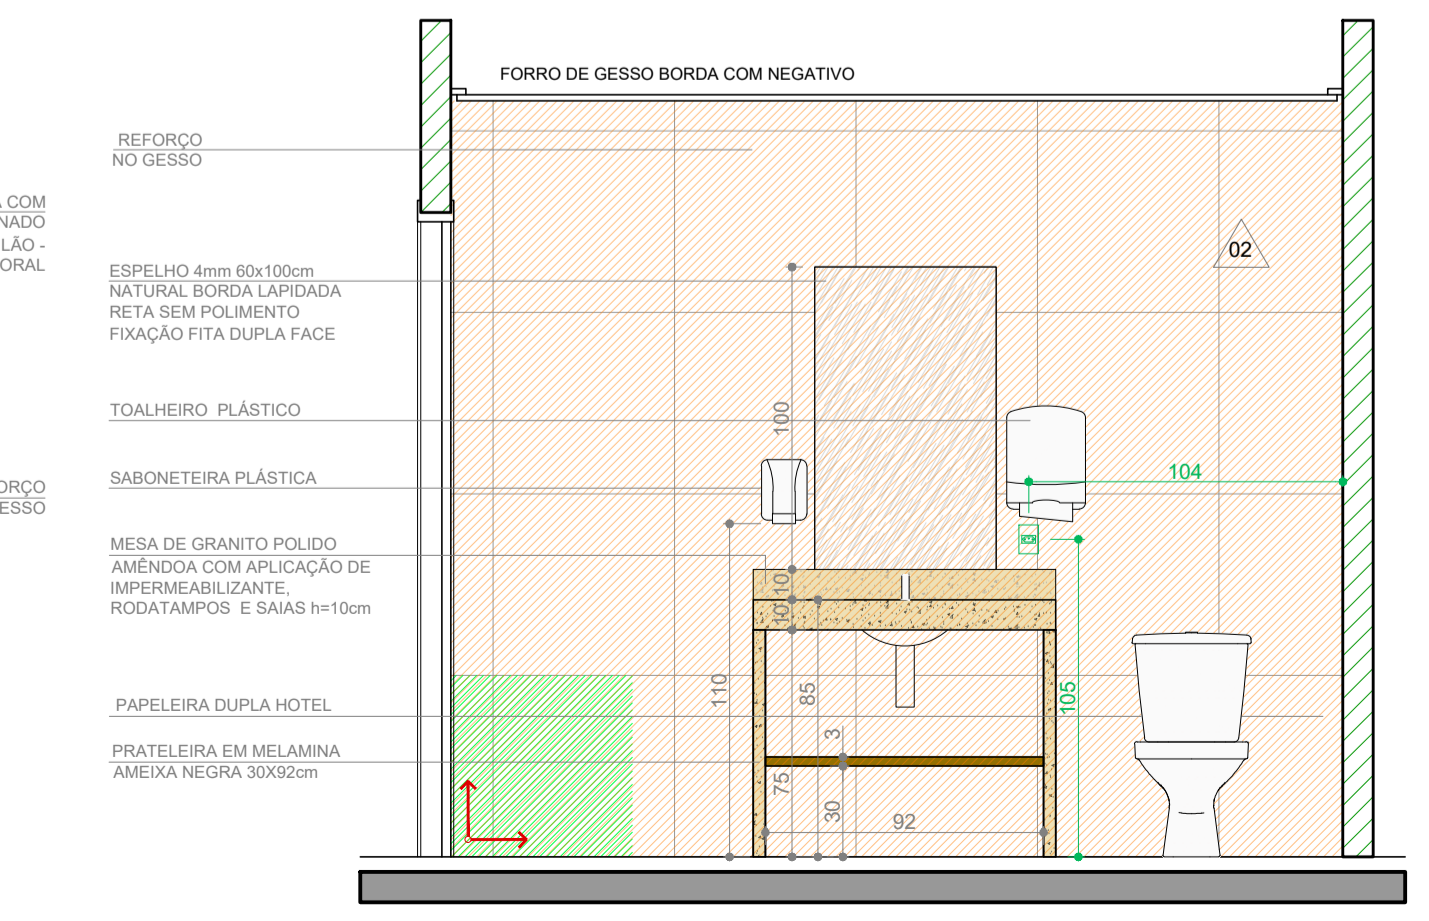 FORRO DE GESSO BORDA COM NEGATIVO
REFORÇO
NO GESSO
A COM
NADO
LÃO -
ORAL
02
ESPELHO 4mm 60x100cm
NATURAL BORDA LAPIDADA
RETA SEM POLIMENTO
FIXAÇÃO FITA DUPLA FACE
TOALHEIRO PLÁSTICO
100
SABONETEIRA PLÁSTICA
104
ORÇO
ESSO
MESA DE GRANITO POLIDO
AMÊNDOA COM APLICAÇÃO DE
IMPERMEABILIZANTE,
RODATAMPOS E SAIAS h=10cm
10
10
110
85
105
PAPELEIRA DUPLA HOTEL
3
PRATELEIRA EM MELAMINA
AMEIXA NEGRA 30X92cm
75
30
92